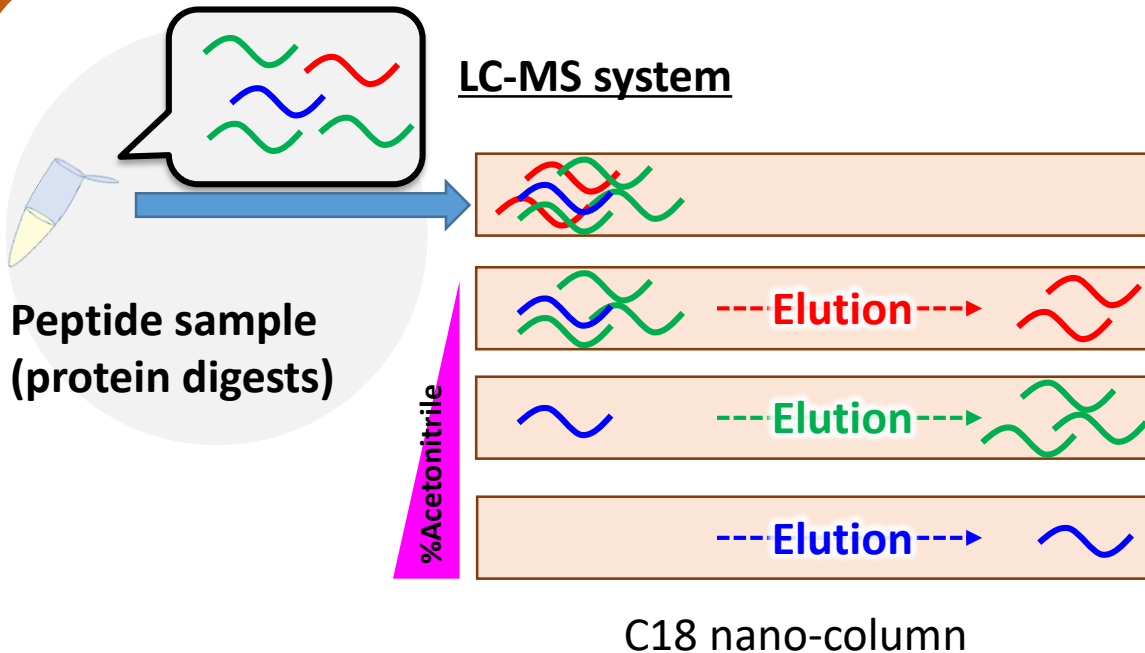 LC-MS system
Peptide sample
(protein digests)
%Acetonitrile
Elution
Elution
Elution
C18 nano-column